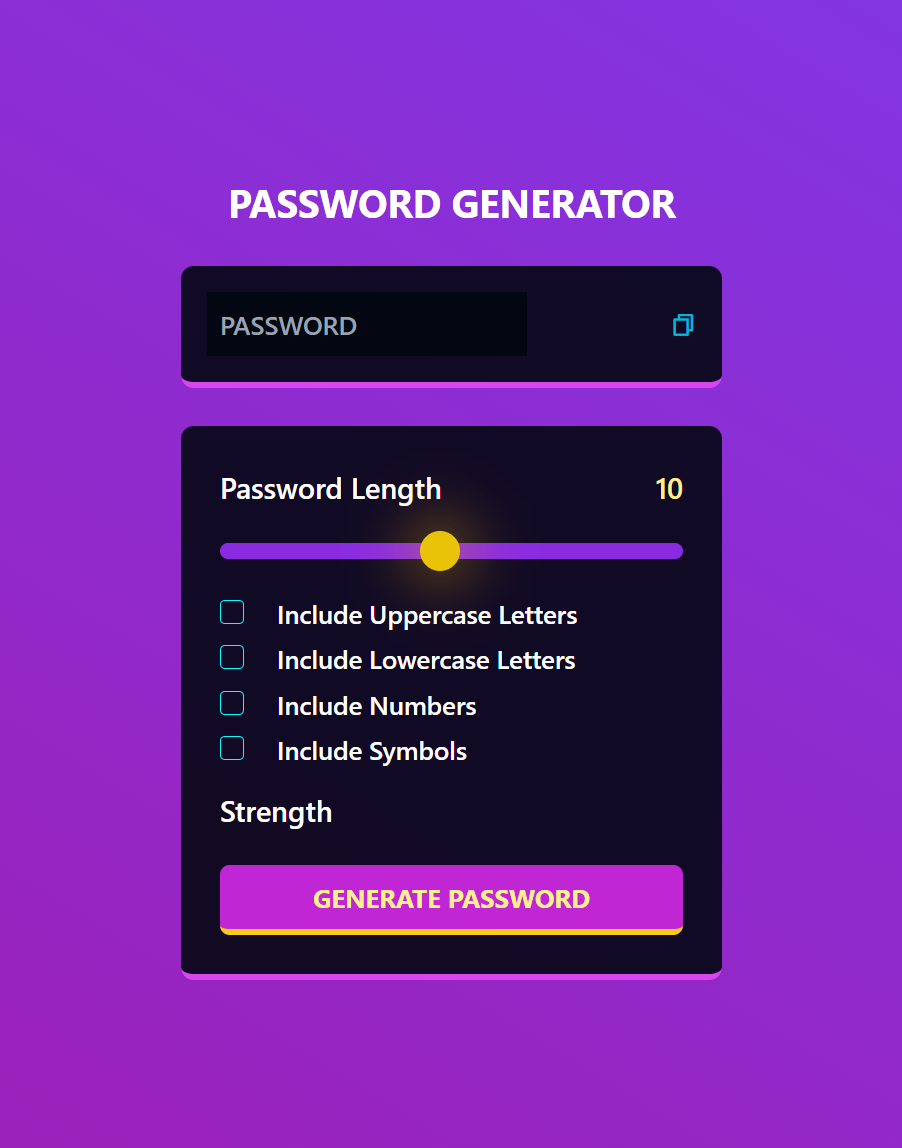 PASSWORD GENERATOR
PASSWORD
Password Length 10
Include Uppercase Letters
Include Lowercase Letters
Include Numbers
Include Symbols
Strength
GENERATE PASSWORD